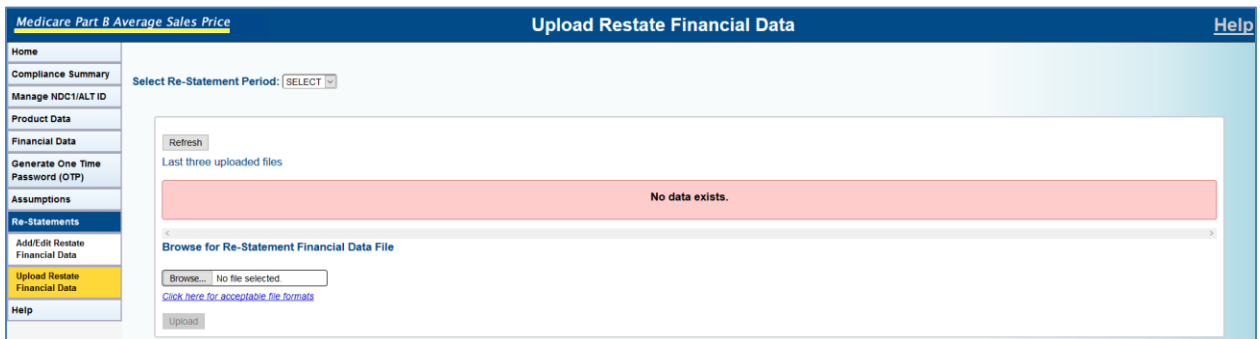 Medicare Part B Average Sales Price
Upload Restate Financial Data
Help
Home
Compliance Summary
Manage NDC1/ALT ID
Product Data
Financial Data
Generate One Time
Password (OTP)
Assumptions
Re-Statements
Add/Edit Restate
Financial Data
Upload Restate
Financial Data
Help
Select Re-Statement Period: SELECT
Refresh
Last three uploaded files
No data exists.
Browse for Re-Statement Financial Data File
Browse... No file selected.
Click here for acceptable file formats
Upload